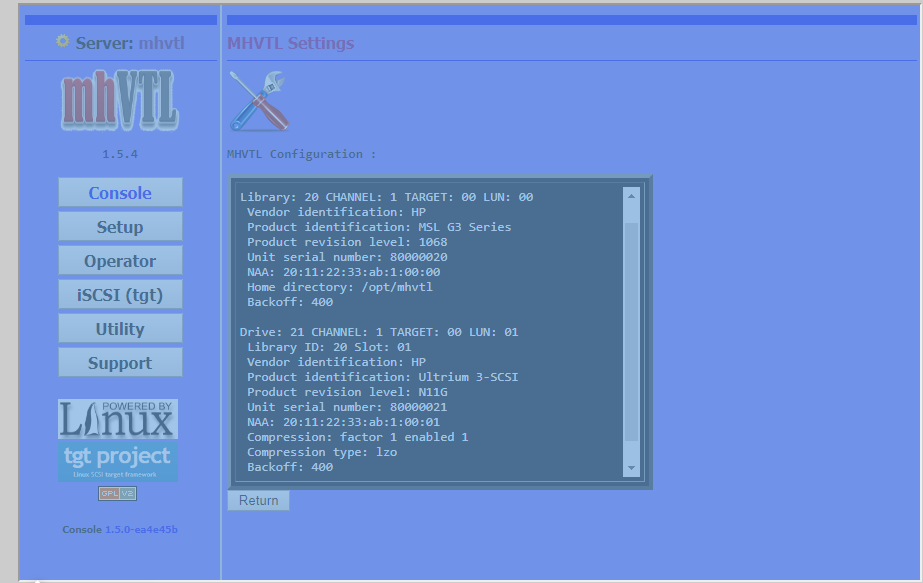 Server: mhvtl
mhVTL
1.5.4
Console
Setup
Operator
iSCSI (tgt)
Utility
Support
POWERED BY
Linux
tgt project
Linux SCSI target framework
GPL V2
Console 1.5.0-ea4e45b
MHVTL Settings
MHVTL Configuration :
Library: 20 CHANNEL: 1 TARGET: 00 LUN: 00
Vendor identification: HP
Product identification: MSL G3 Series
Product revision level: 1068
Unit serial number: 80000020
NAA: 20:11:22:33:ab:1:00:00
Home directory: /opt/mhvtl
Backoff: 400
Drive: 21 CHANNEL: 1 TARGET: 00 LUN: 01
Library ID: 20 Slot: 01
Vendor identification: HP
Product identification: Ultrium 3-SCSI
Product revision level: N11G
Unit serial number: 80000021
NAA: 20:11:22:33:ab:1:00:01
Compression: factor 1 enabled 1
Compression type: lzo
Backoff: 400
Return